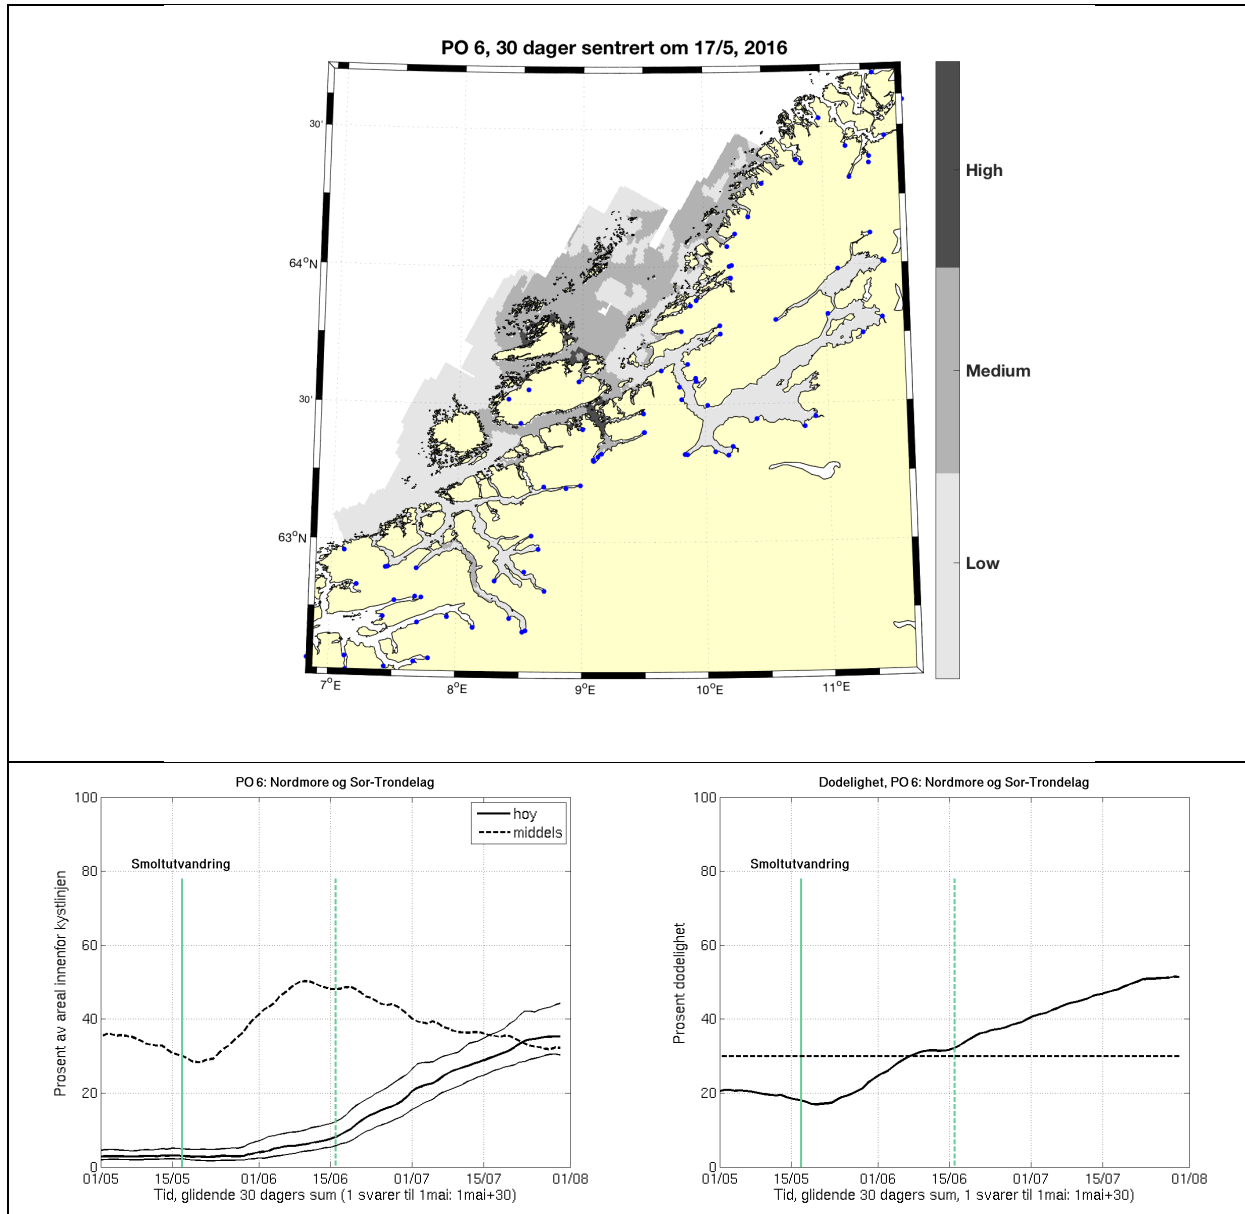 PO 6, 30 dager sentrert om 17/5, 2016
30'
64°N
30'
63°N
7°E
8°E
9°E
10°E
11°E
High
Medium
Low
PO 6: Nordmore og Sor-Trondelag
Prosent av areal innenfor kystlinjen
100
80
60
40
20
0
hoy
middels
Smoltutvandring
01/05
15/05
01/06
15/06
01/07
15/07
01/08
Tid, glidende 30 dagers sum (1 svarer til 1mai: 1mai+30)
Dodelighet, PO 6: Nordmore og Sor-Trondelag
Prosent dodelighet
100
80
60
40
20
0
Smoltutvandring
01/05
15/05
01/06
15/06
01/07
15/07
01/08
Tid, glidende 30 dagers sum, 1 svarer til 1mai: 1mai+30)